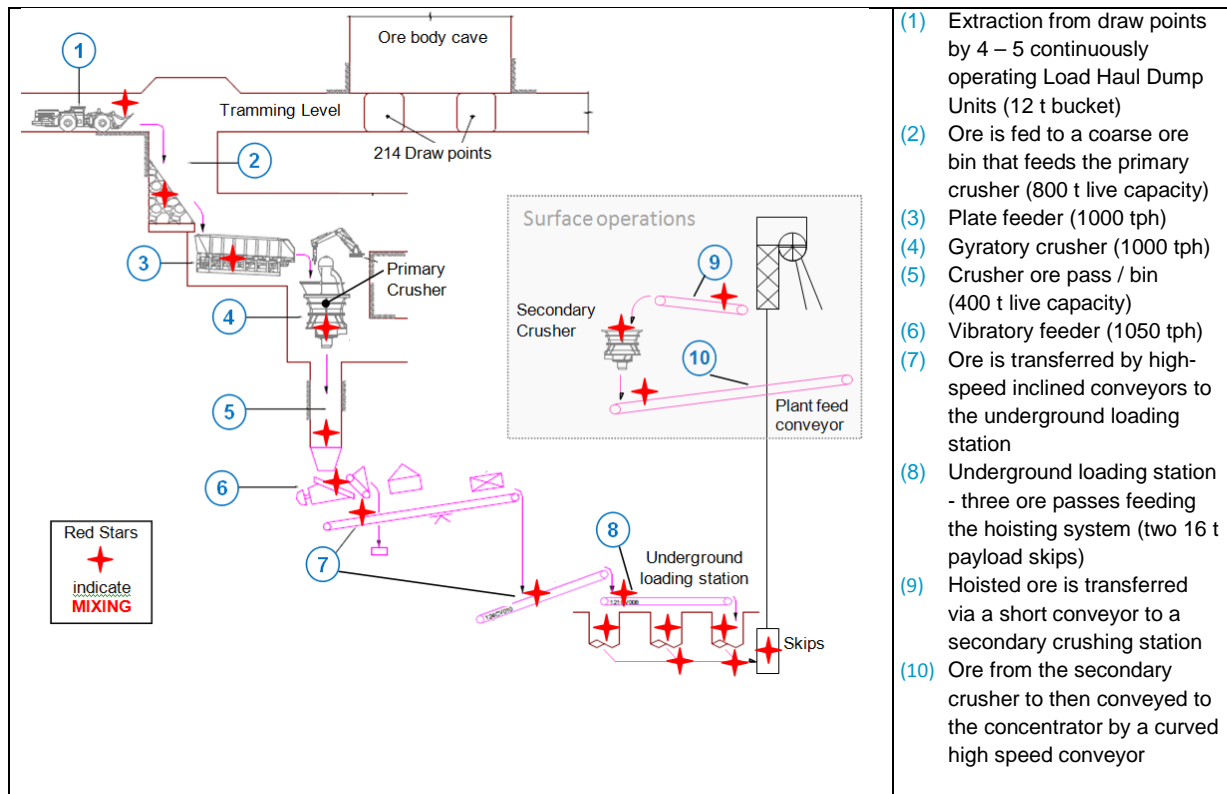 Ore body cave
1
Tramming Level
214 Draw points
2
3
Primary
Crusher
4
5
6
7
Red Stars
indicate
MIXING
Surface operations
9
Secondary
Crusher
10
Plant feed
conveyor
8
Underground
loading station
Skips
(1) Extraction from draw points
by 4 – 5 continuously
operating Load Haul Dump
Units (12 t bucket)
(2) Ore is fed to a coarse ore
bin that feeds the primary
crusher (800 t live capacity)
(3) Plate feeder (1000 tph)
(4) Gyratory crusher (1000 tph)
(5) Crusher ore pass / bin
(400 t live capacity)
(6) Vibratory feeder (1050 tph)
(7) Ore is transferred by high-
speed inclined conveyors to
the underground loading
station
(8) Underground loading station
- three ore passes feeding
the hoisting system (two 16 t
payload skips)
(9) Hoisted ore is transferred
via a short conveyor to a
secondary crushing station
(10) Ore from the secondary
crusher to then conveyed to
the concentrator by a curved
high speed conveyor